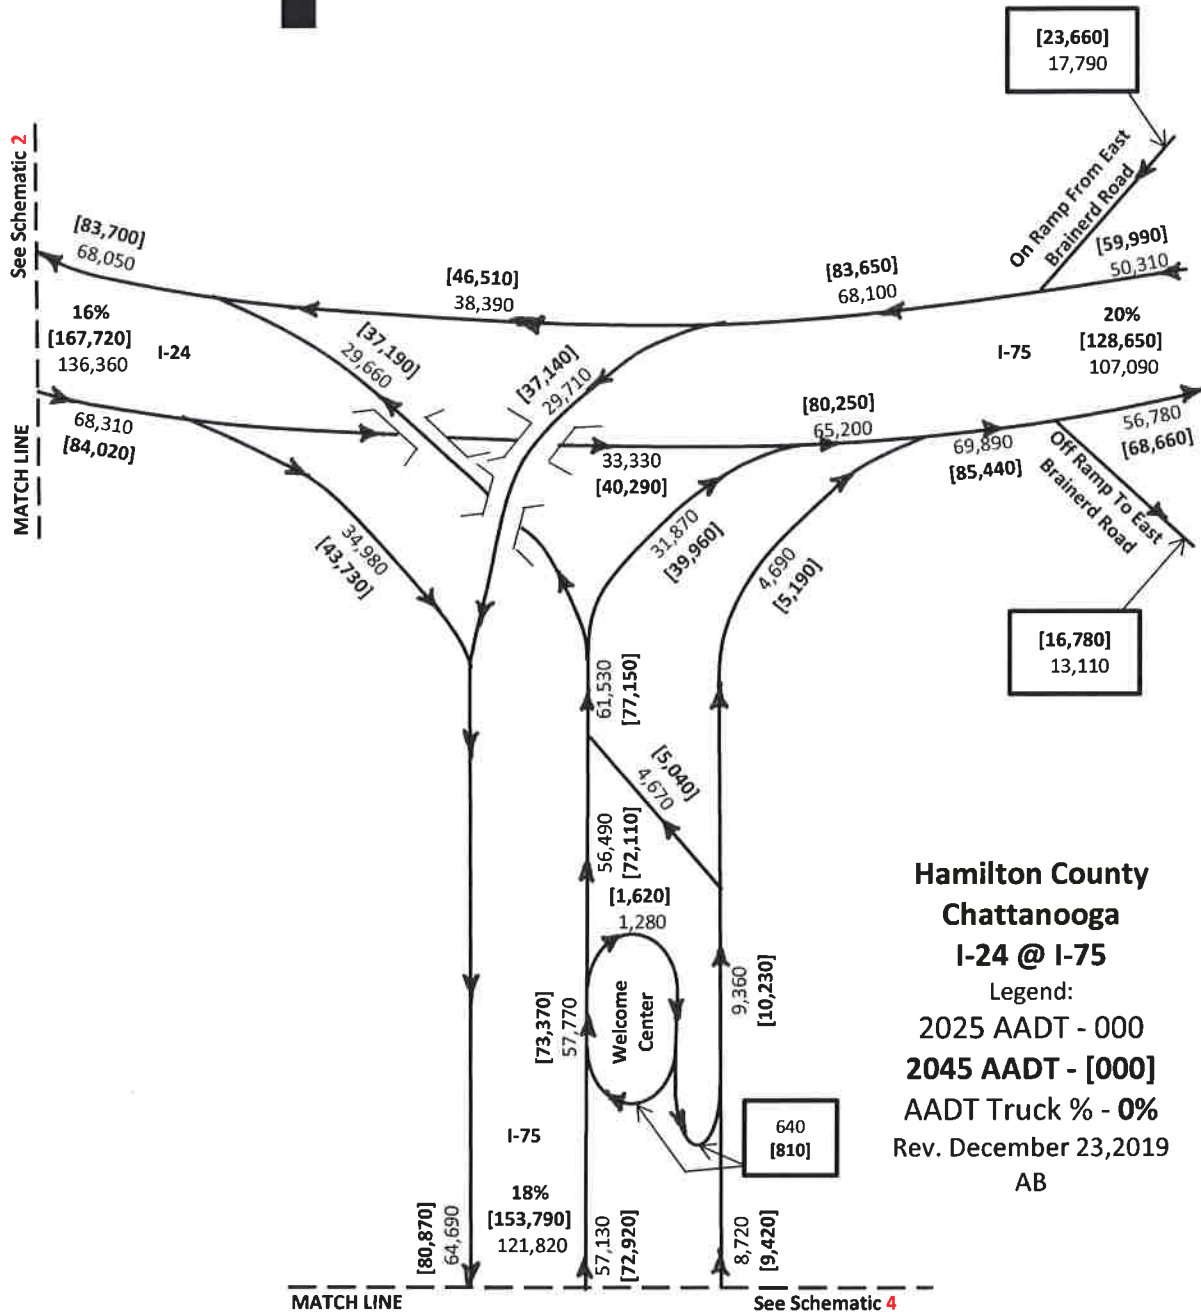 [23,660]
17,790
See Schematic 2
On Ramp From East
Brainerd Road
[83,700]
68,050
[46,510]
38,390
[83,650]
68,100
[59,990]
50,310
16%
[167,720]
136,360
I-24
[37,190]
29,660
[37,140]
29,710
I-75
20%
[128,650]
107,090
68,310
[84,020]
MATCH LINE
33,330
[40,290]
[80,250]
65,200
69,890
[85,440]
56,780
[68,660]
Off Ramp To East
Brainerd Road
34,980
[43,730]
31,870
[39,960]
4,690
[5,190]
[16,780]
13,110
61,530
[77,150]
[5,040]
4,670
56,490
[72,110]
[1,620]
1,280
[73,370]
57,770
Welcome
Center
9,360
[10,230]
640
[810]
I-75
18%
[153,790]
121,820
[80,870]
64,690
57,130
[72,920]
8,720
[9,420]
Hamilton County
Chattanooga
I-24 @ I-75
Legend:
2025 AADT - 000
2045 AADT - [000]
AADT Truck % - 0%
Rev. December 23,2019
AB
MATCH LINE
See Schematic 4